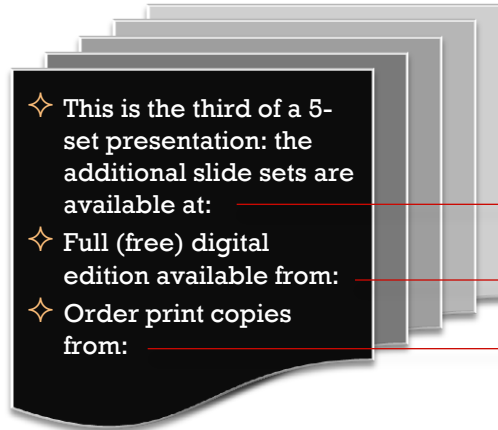 This is the third of a 5-
set presentation: the
additional slide sets are
available at:
Full (free) digital
edition available from:
Order print copies
from: